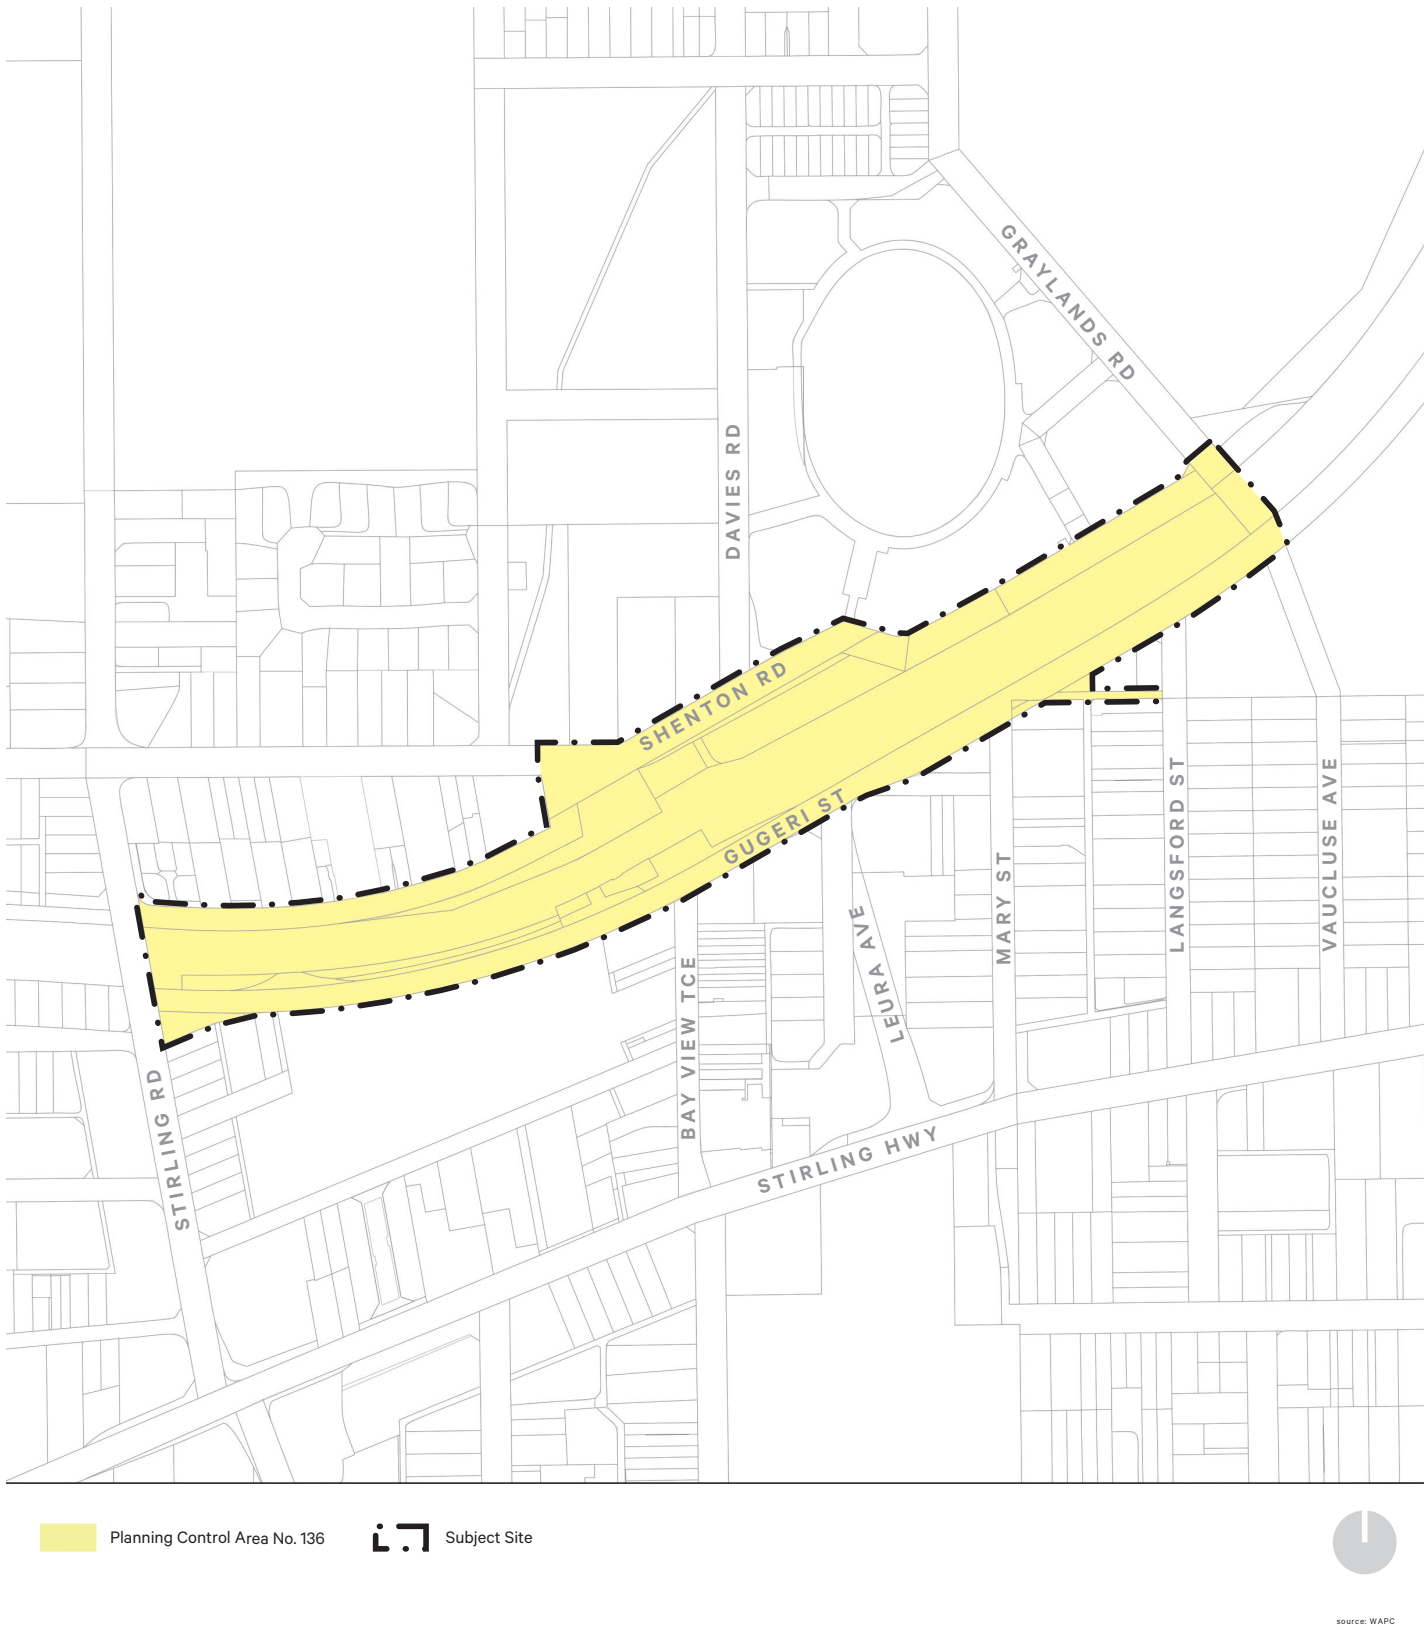 GRAYLANDS RD
DAVIES RD
SHENTON RD
GUGERI ST
LANGSFORD ST
VAUCLUSE AVE
MARY ST
LEURA AVE
BAY VIEW TCE
STIRLING RD
STIRLING HWY
Planning Control Area No. 136
Subject Site
source: WAPC